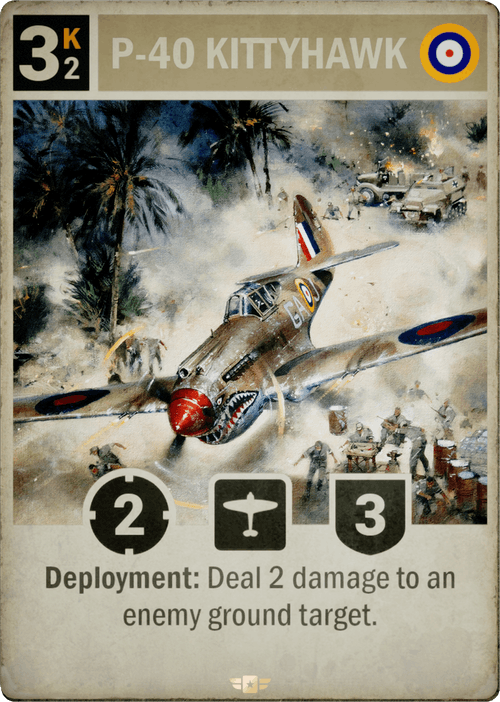 3 K 2 P-40 KITTYHAWK
2 3
Deployment: Deal 2 damage to an
enemy ground target.